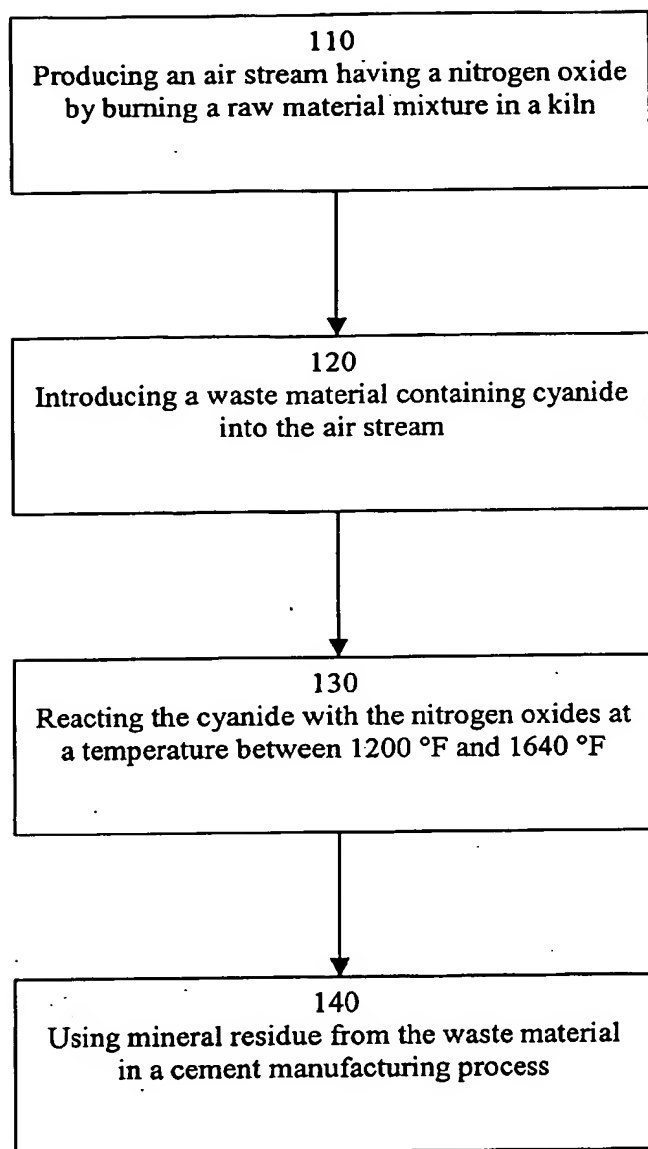 110
Producing an air stream having a nitrogen oxide
by burning a raw material mixture in a kiln
120
Introducing a waste material containing cyanide
into the air stream
130
Reacting the cyanide with the nitrogen oxides at
a temperature between 1200 °F and 1640 °F
140
Using mineral residue from the waste material
in a cement manufacturing process